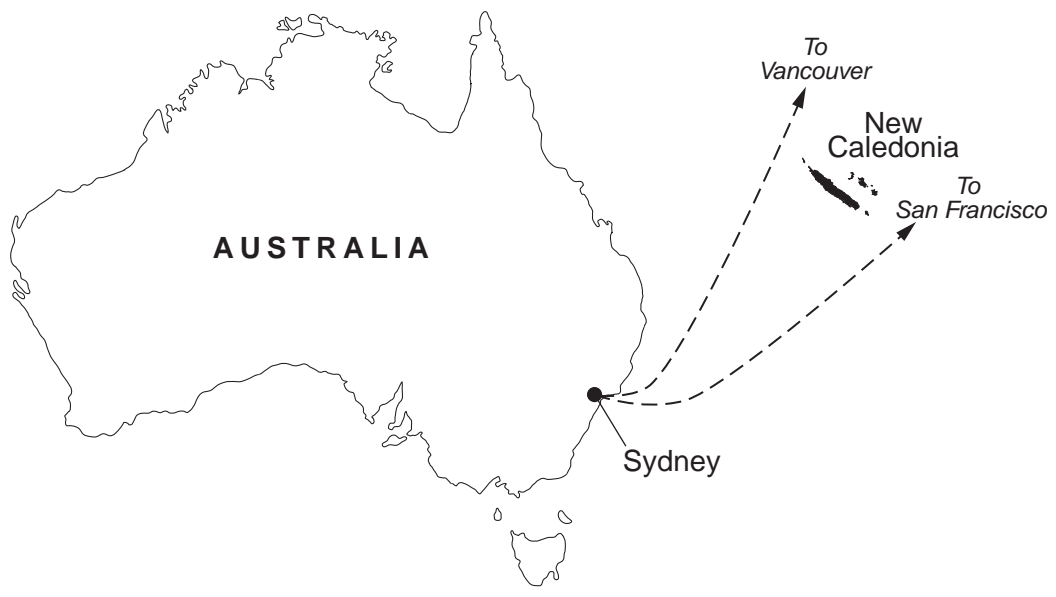 To
Vancouver
New
Caledonia
To
San Francisco
AUSTRALIA
Sydney